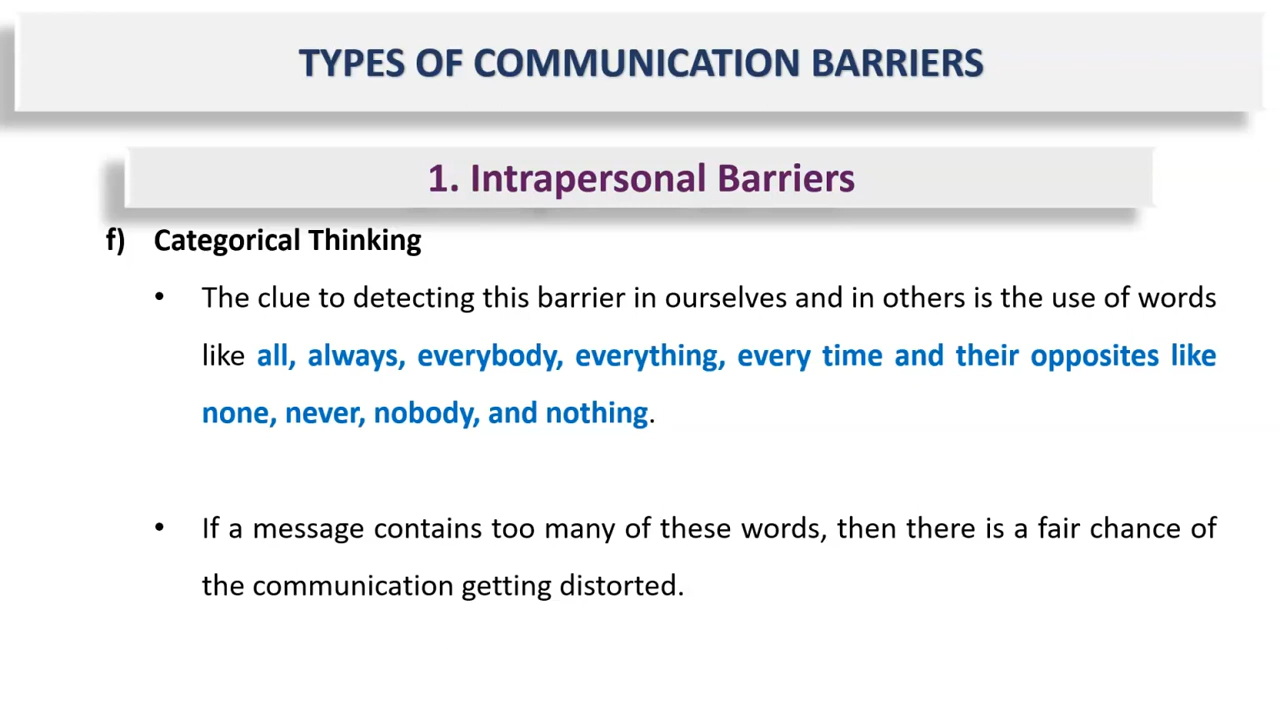 TYPES OF COMMUNICATION BARRIERS
1. Intrapersonal Barriers
f) Categorical Thinking
• The clue to detecting this barrier in ourselves and in others is the use of words
like all, always, everybody, everything, every time and their opposites like
none, never, nobody, and nothing.
• If a message contains too many of these words, then there is a fair chance of
the communication getting distorted.